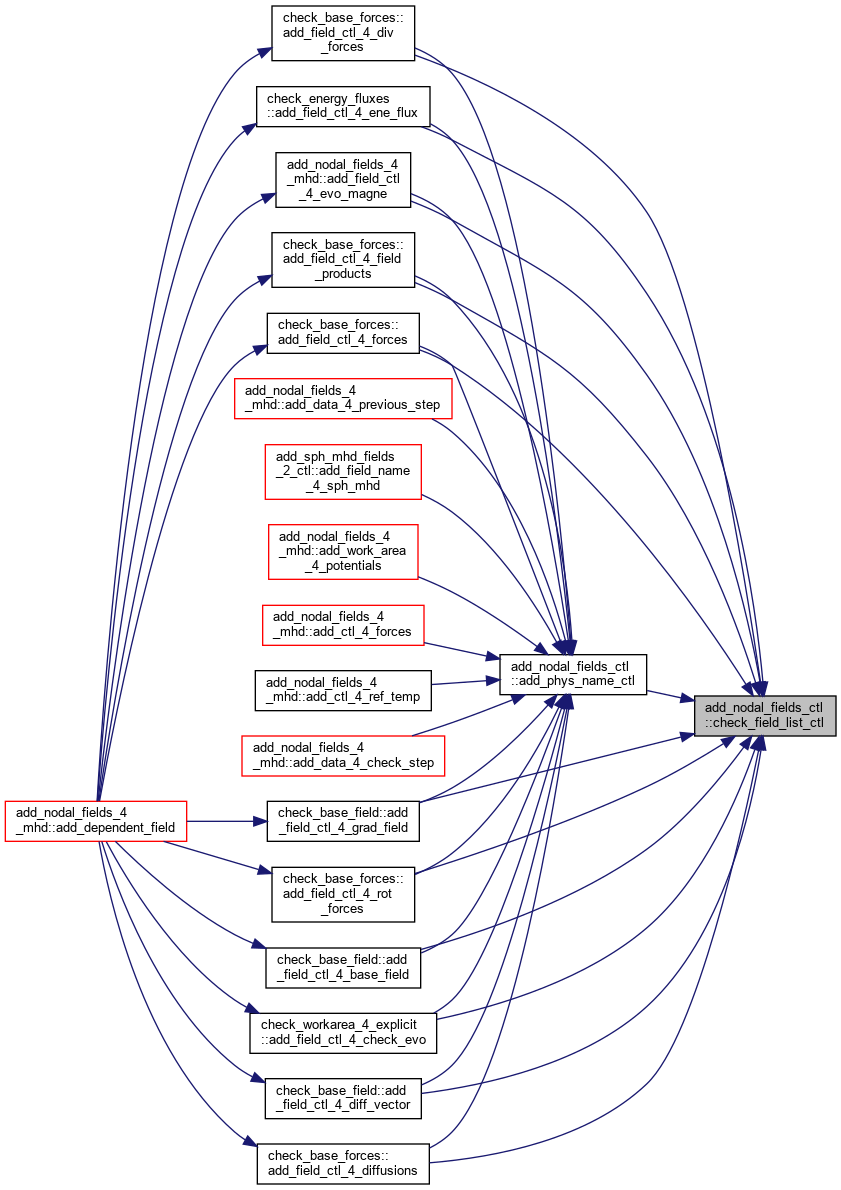 check_base_forces::
add_field_ctl_4_div
_forces
check_energy_fluxes
::add_field_ctl_4_ene_flux
add_nodal_fields_4
_mhd::add_field_ctl
_4_evo_magne
check_base_forces::
add_field_ctl_4_field
_products
check_base_forces::
add_field_ctl_4_forces
add_nodal_fields_4
_mhd::add_data_4_previous_step
add_sph_mhd_fields
_2_ctl::add_field_name
_4_sph_mhd
add_nodal_fields_4
_mhd::add_work_area
_4_potentials
add_nodal_fields_4
_mhd::add_ctl_4_forces
add_nodal_fields_ctl
::add_phys_name_ctl
add_nodal_fields_4
_mhd::add_ctl_4_ref_temp
add_nodal_fields_ctl
::check_field_list_ctl
add_nodal_fields_4
_mhd::add_data_4_check_step
add_nodal_fields_4
_mhd::add_dependent_field
check_base_field::add
_field_ctl_4_grad_field
check_base_forces::
add_field_ctl_4_rot
_forces
check_base_field::add
_field_ctl_4_base_field
check_workarea_4_explicit
::add_field_ctl_4_check_evo
check_base_field::add
_field_ctl_4_diff_vector
check_base_forces::
add_field_ctl_4_diffusions